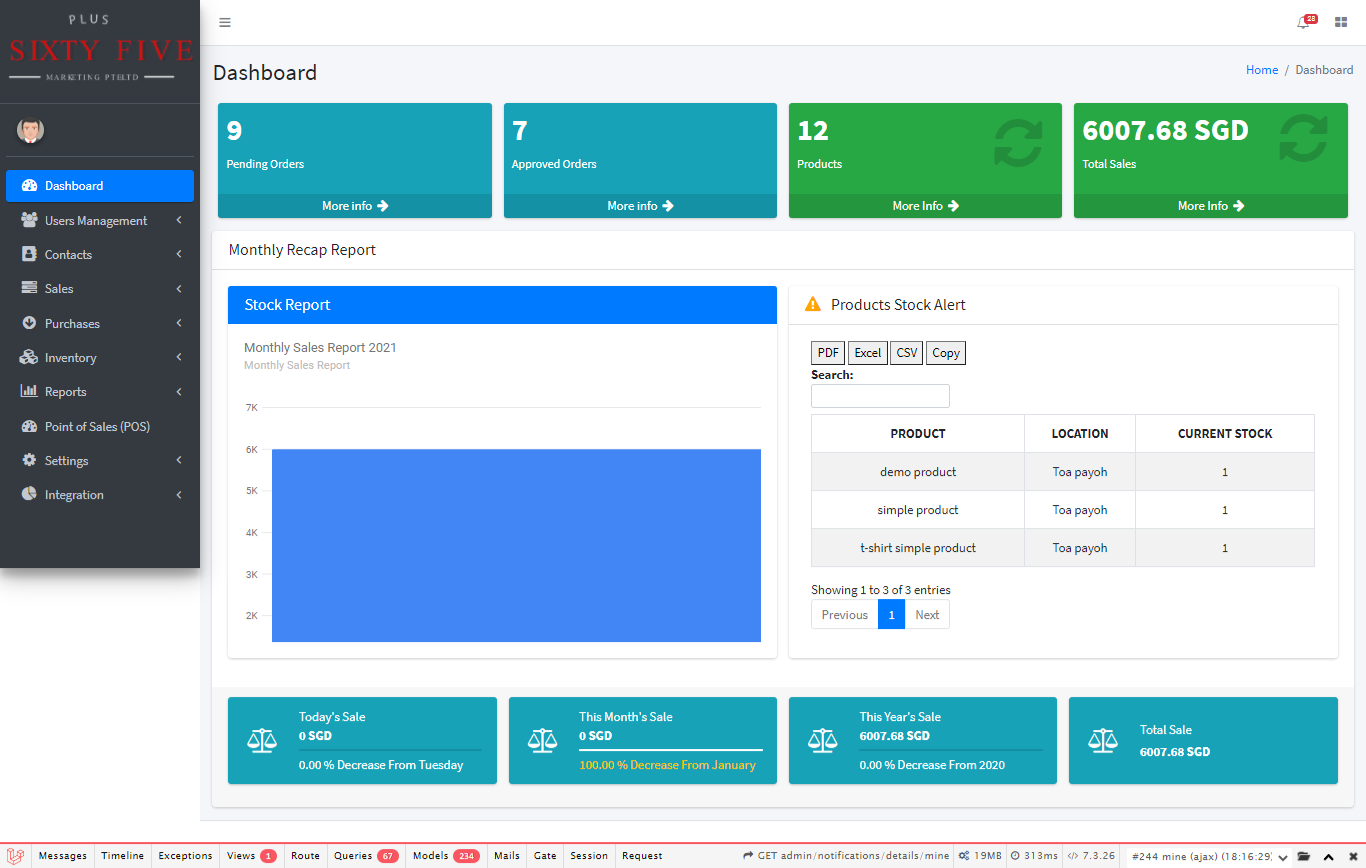 PLUS
SIXTY FIVE
MARKETING PTELTD
28
Dashboard
Home / Dashboard
Dashboard
Users Management
Contacts
Sales
Purchases
Inventory
Reports
Point of Sales (POS)
Settings
Integration
9
Pending Orders
More info
7
Approved Orders
More info
12
Products
More Info
6007.68 SGD
Total Sales
More Info
Monthly Recap Report
Stock Report
Monthly Sales Report 2021
Monthly Sales Report
7K
6K
5K
4K
3K
2K
Products Stock Alert
PDF Excel CSV Copy
Search:
PRODUCT LOCATION CURRENT STOCK
demo product Toa payoh 1
simple product Toa payoh 1
t-shirt simple product Toa payoh 1
Showing 1 to 3 of 3 entries
Previous 1 Next
Today's Sale
0 SGD
0.00 % Decrease From Tuesday
This Month's Sale
0 SGD
100.00 % Decrease From January
This Year's Sale
6007.68 SGD
0.00 % Decrease From 2020
Total Sale
6007.68 SGD
Messages Timeline Exceptions Views 1 Route Queries 67 Models 234 Mails Gate Session Request GET admin/notifications/details/mine 19MB 313ms 7.3.26 #244 mine (ajax) (18:16:29)